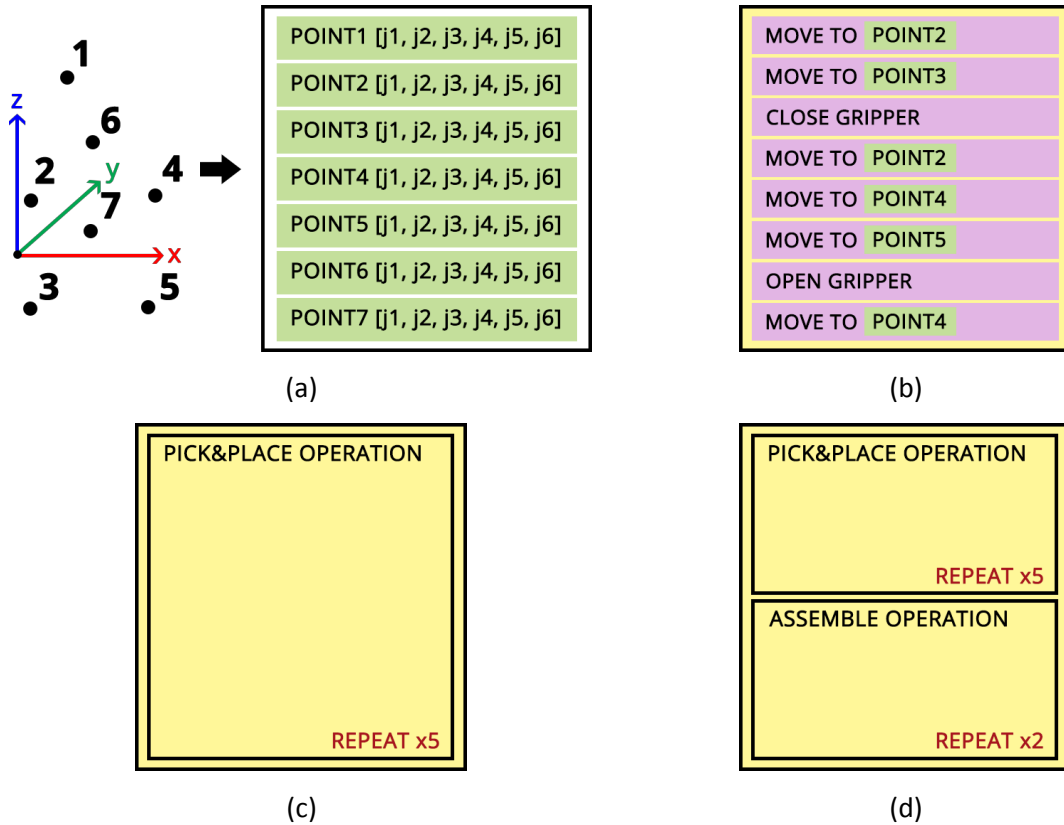 1
z
6
y
2
4
7
x
3
5
POINT1 [j1, j2, j3, j4, j5, j6]
POINT2 [j1, j2, j3, j4, j5, j6]
POINT3 [j1, j2, j3, j4, j5, j6]
POINT4 [j1, j2, j3, j4, j5, j6]
POINT5 [j1, j2, j3, j4, j5, j6]
POINT6 [j1, j2, j3, j4, j5, j6]
POINT7 [j1, j2, j3, j4, j5, j6]
(a)
MOVE TO POINT2
MOVE TO POINT3
CLOSE GRIPPER
MOVE TO POINT2
MOVE TO POINT4
MOVE TO POINT5
OPEN GRIPPER
MOVE TO POINT4
(b)
PICK&PLACE OPERATION
REPEAT x5
(c)
PICK&PLACE OPERATION
REPEAT x5
ASSEMBLE OPERATION
REPEAT x2
(d)